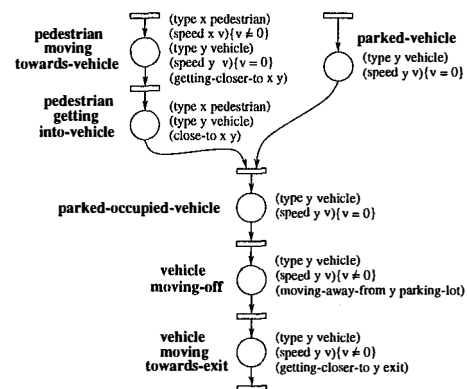 pedestrian
moving
towards-vehicle
(type x pedestrian)
(speed x v){v ≠ 0}
(type y vehicle)
(speed y v){v = 0}
(getting-closer-to x y)
parked-vehicle
(type y vehicle)
(speed y v){v = 0}
pedestrian
getting
into-vehicle
(type x pedestrian)
(type y vehicle)
(close-to x y)
parked-occupied-vehicle
(type y vehicle)
(speed y v){v = 0}
vehicle
moving-off
(type y vehicle)
(speed y v){v ≠ 0}
(moving-away-from y parking-lot)
vehicle
moving
towards-exit
(type y vehicle)
(speed y v){v ≠ 0}
(getting-closer-to y exit)